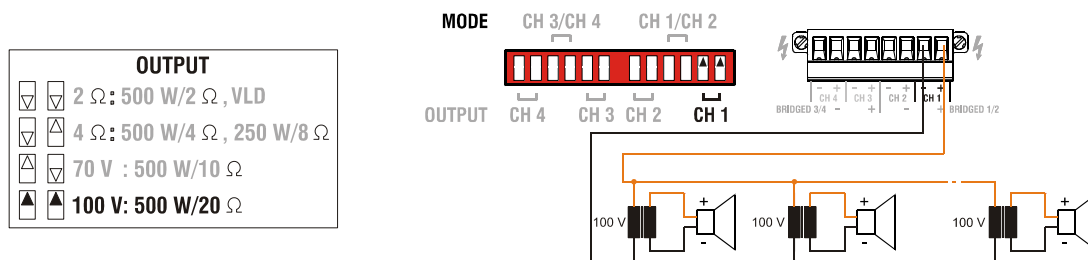 OUTPUT
2 Ω: 500 W/2 Ω, VLD
4 Ω: 500 W/4 Ω, 250 W/8 Ω
70 V : 500 W/10 Ω
100 V: 500 W/20 Ω
MODE CH 3/CH 4 CH 1/CH 2
OUTPUT CH 4 CH 3 CH 2 CH 1
- + - + - + - +
CH 4 CH 3 CH 2 CH 1
BRIDGED 3/4 - + - + BRIDGED 1/2
100 V + -
100 V + -
100 V + -